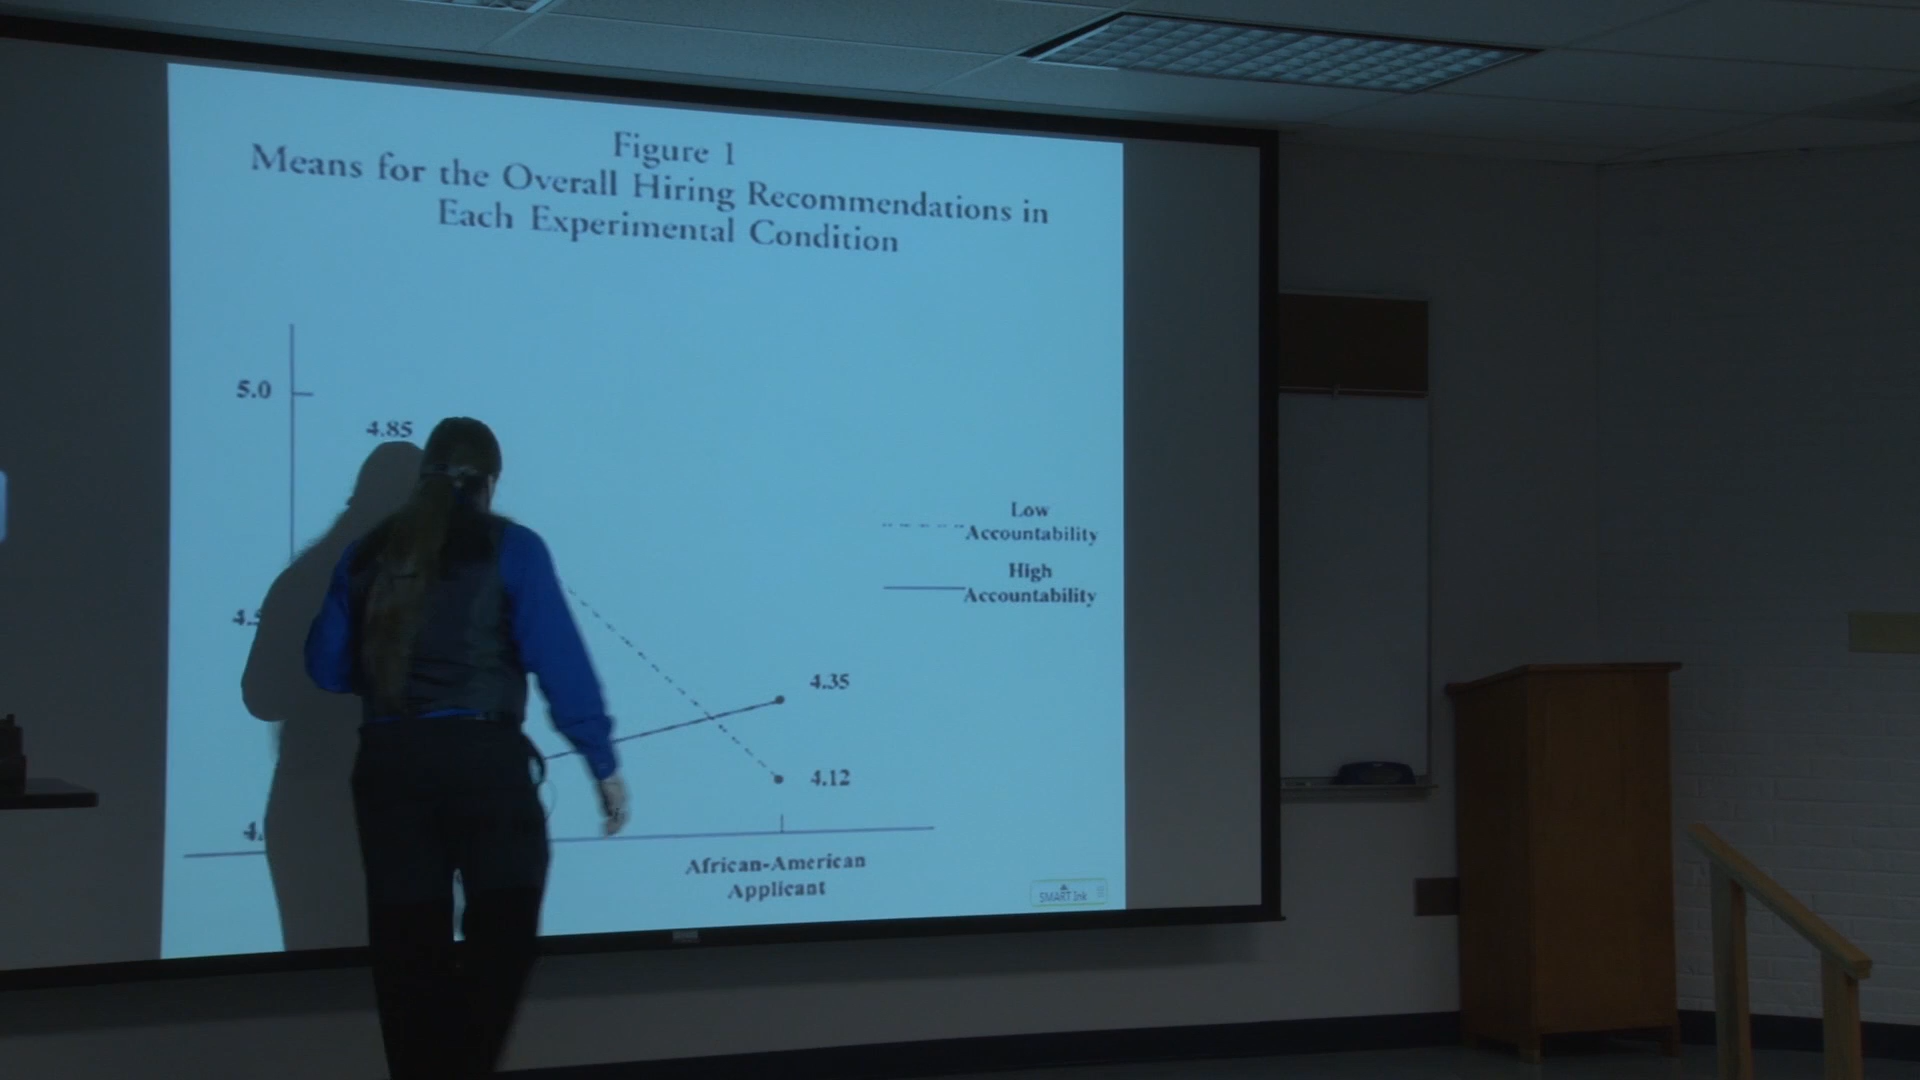 Figure 1
Means for the Overall Hiring Recommendations in
Each Experimental Condition
5.0
4.85
Low
Accountability
High
Accountability
4.35
4.12
African-American
Applicant
SMART Ink